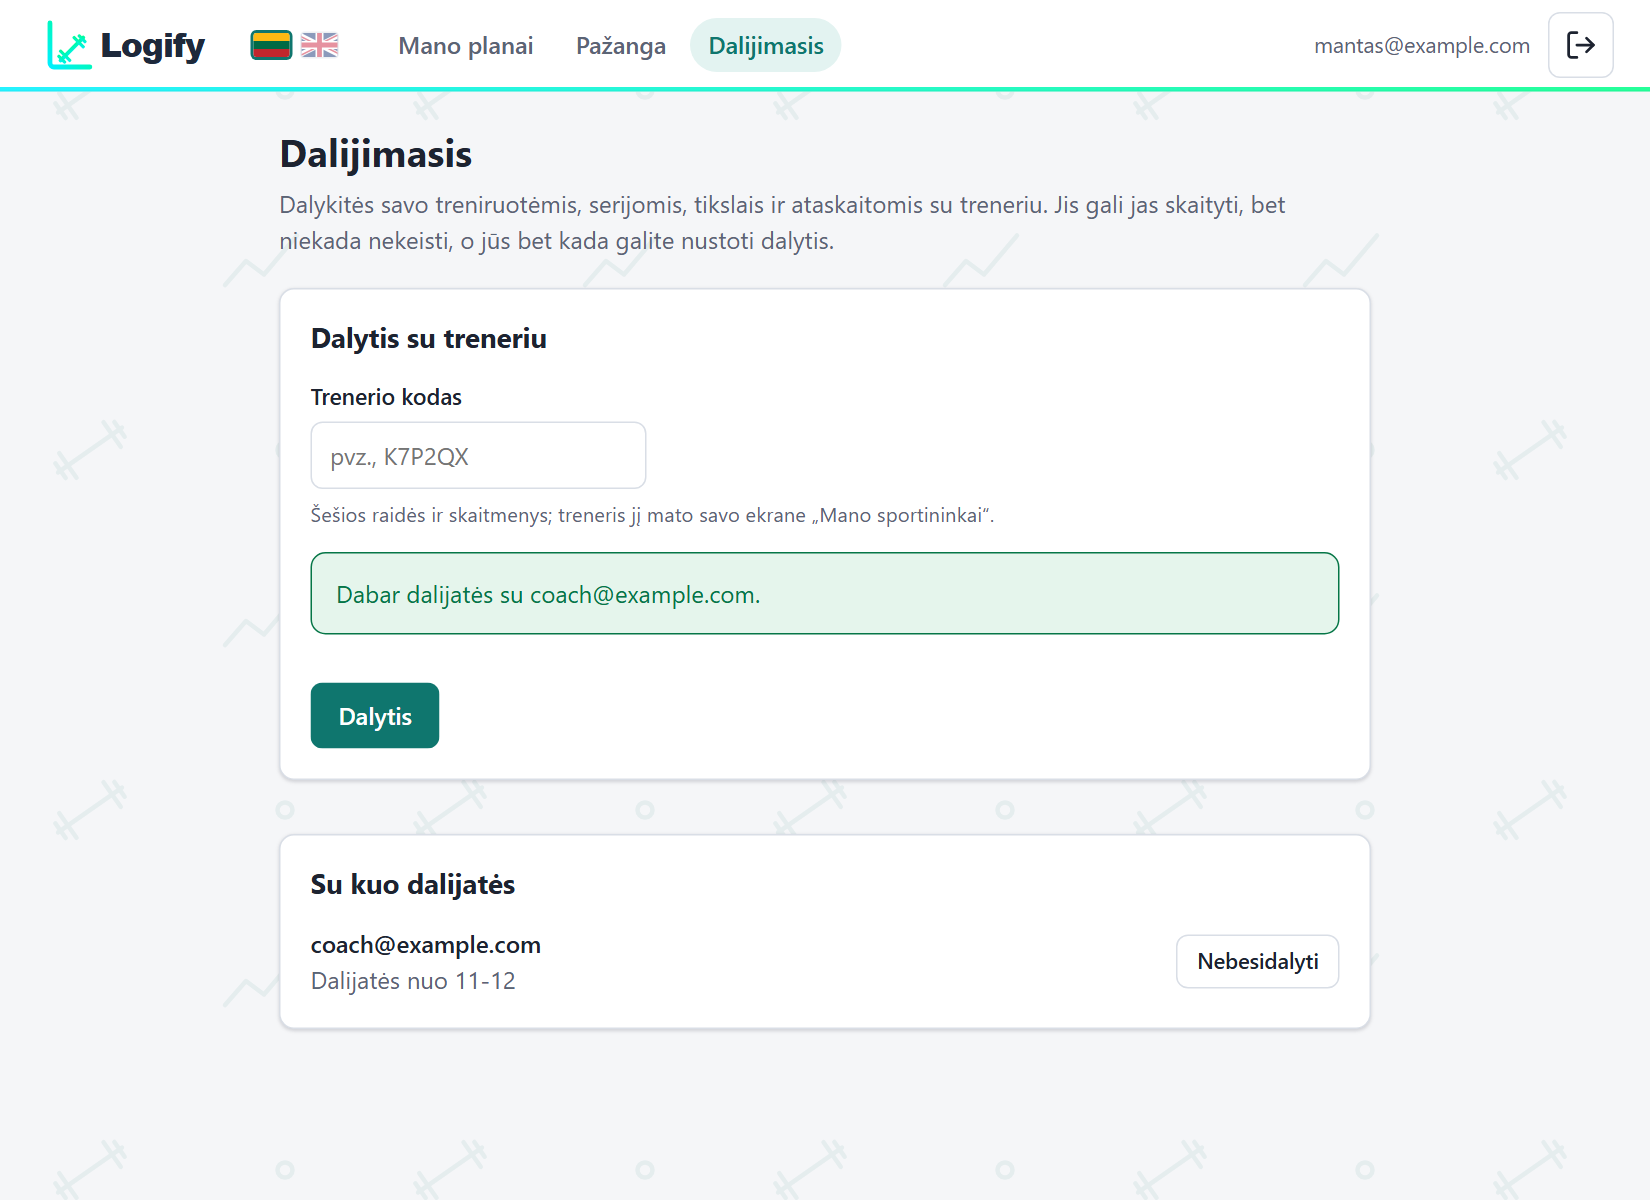 Logify
Mano planai
Pažanga
Dalijimasis
mantas@example.com
Dalijimasis
Dalykitės savo treniruotėmis, serijomis, tikslais ir ataskaitomis su treneriu. Jis gali jas skaityti, bet
niekada nekeisti, o jūs bet kada galite nustoti dalytis.
Dalytis su treneriu
Trenerio kodas
pvz., K7P2QX
Šešios raidės ir skaitmenys; treneris jį mato savo ekrane „Mano sportininkai“.
Dabar dalijatės su coach@example.com.
Dalytis
Su kuo dalijatės
coach@example.com
Dalijatės nuo 11-12
Nebesidalyti